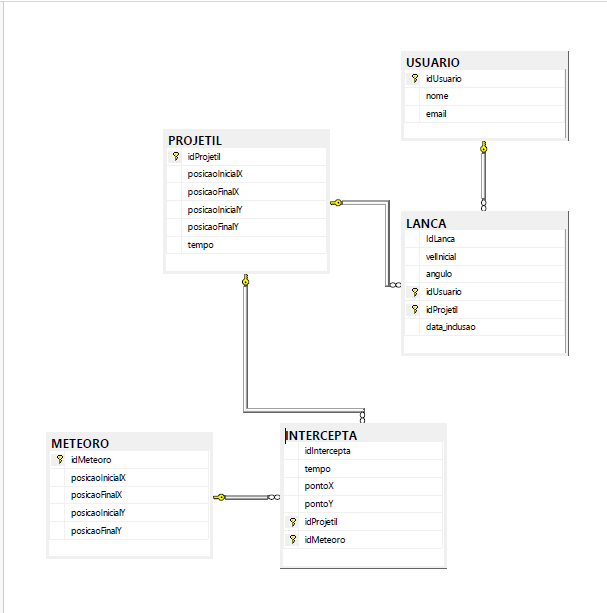 USUARIO
idUsuario
nome
email
PROJETIL
idProjetil
posicaoInicialX
posicaoFinalX
posicaoInicialY
posicaoFinalY
tempo
LANCA
IdLanca
velInicial
angulo
idUsuario
idProjetil
data_inclusao
METEORO
idMeteoro
posicaoInicialX
posicaoFinalX
posicaoInicialY
posicaoFinalY
INTERCEPTA
idIntercepta
tempo
pontoX
pontoY
idProjetil
idMeteoro